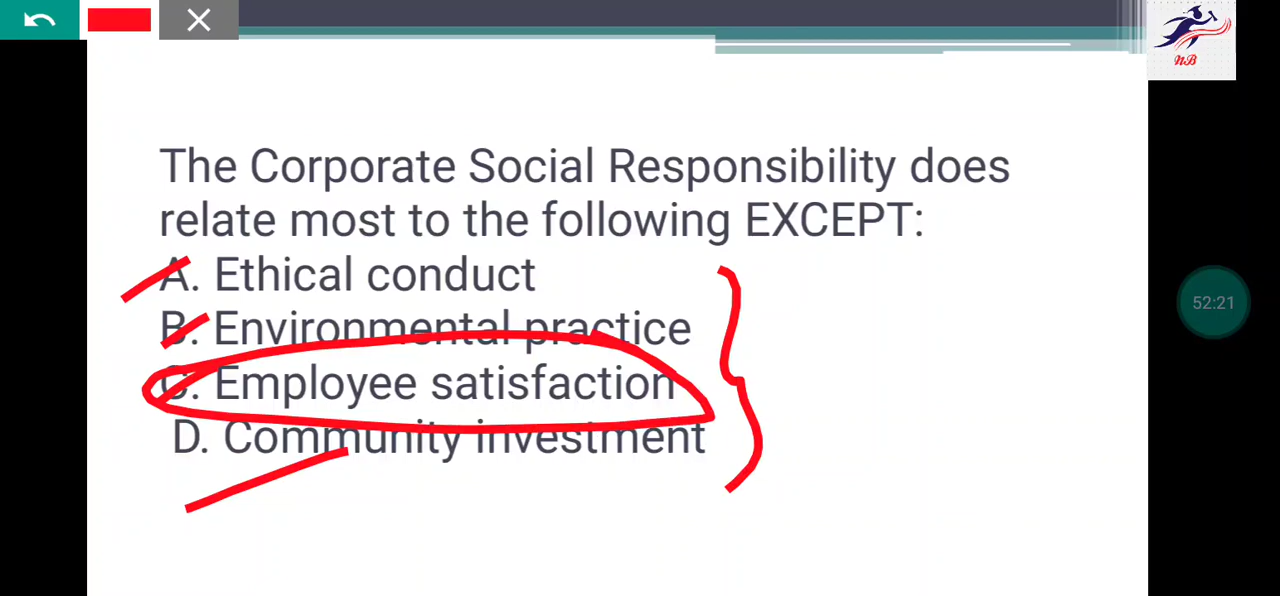 The Corporate Social Responsibility does
relate most to the following EXCEPT:
A. Ethical conduct
B. Environmental practice
C. Employee satisfaction
D. Community investment
NB
52:21